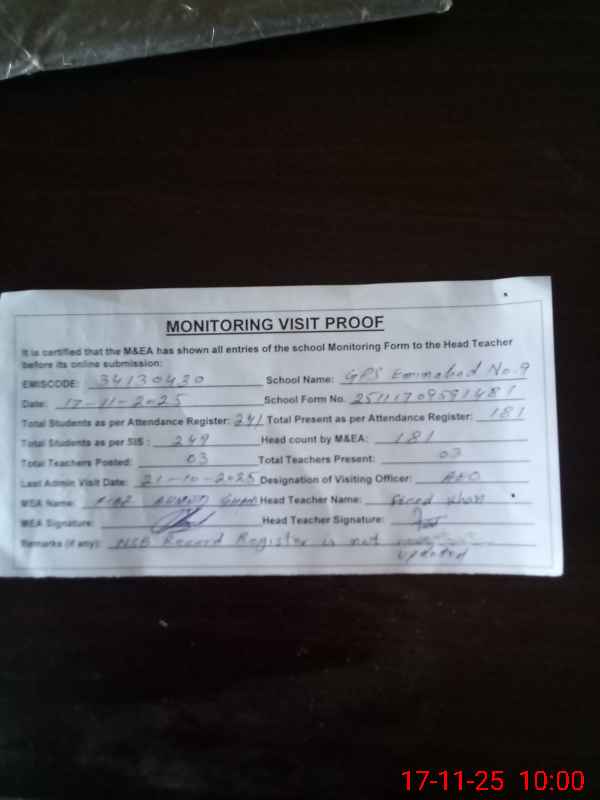 MONITORING VISIT PROOF
It is certified that the M&EA has shown all entries of the school Monitoring Form to the Head Teacher
before its online submission:
EMISCODE: 34130430 School Name: GPS Eminabad No.9
Date: 17-11-2025 School Form No. 25111709591481
Total Students as per Attendance Register: 241 Total Present as per Attendance Register: 181
Total Students as per SIS: 249 Head count by M&EA: 181
Total Teachers Posted: 03 Total Teachers Present: 03
Last Admin Visit Date: 21-10-2025 Designation of Visiting Officer: AEO
MEA Name: Head Teacher Name: Khan
MEA Signature: Head Teacher Signature:
Remarks (if any): NSB Record Register is not
updated
17-11-25 10:00